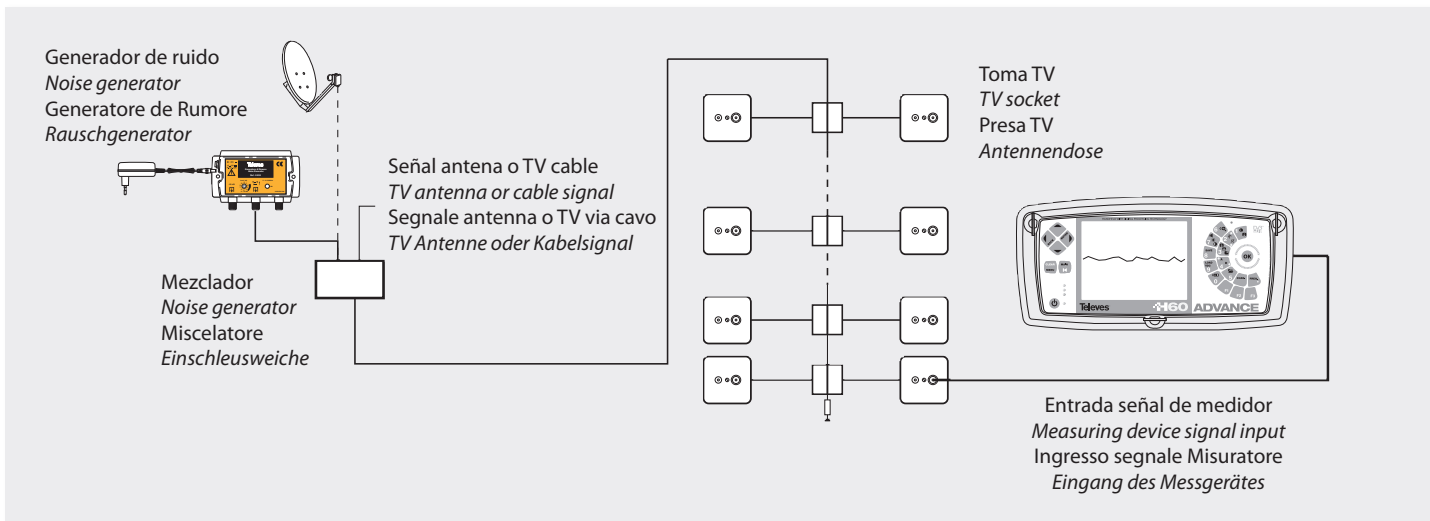 Generador de ruido
Noise generator
Generatore de Rumore
Rauschgenerator
Televes
Señal antena o TV cable
TV antenna or cable signal
Segnale antenna o TV via cavo
TV Antenne oder Kabelsignal
Mezclador
Noise generator
Miscelatore
Einschleusweiche
Toma TV
TV socket
Presa TV
Antennendose
OK
Televes
H60 ADVANCE
Entrada señal de medidor
Measuring device signal input
Ingresso segnale Misuratore
Eingang des Messgerätes